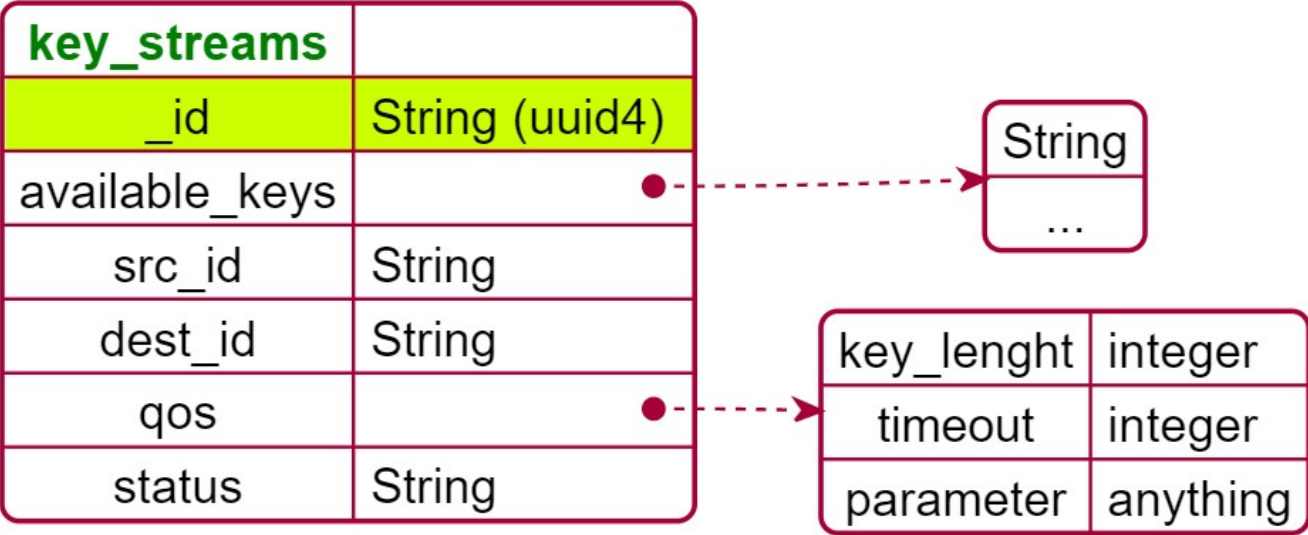 key_streams
_id String (uuid4)
available_keys
src_id String
dest_id String
qos
status String
String
...
key_lenght integer
timeout integer
parameter anything